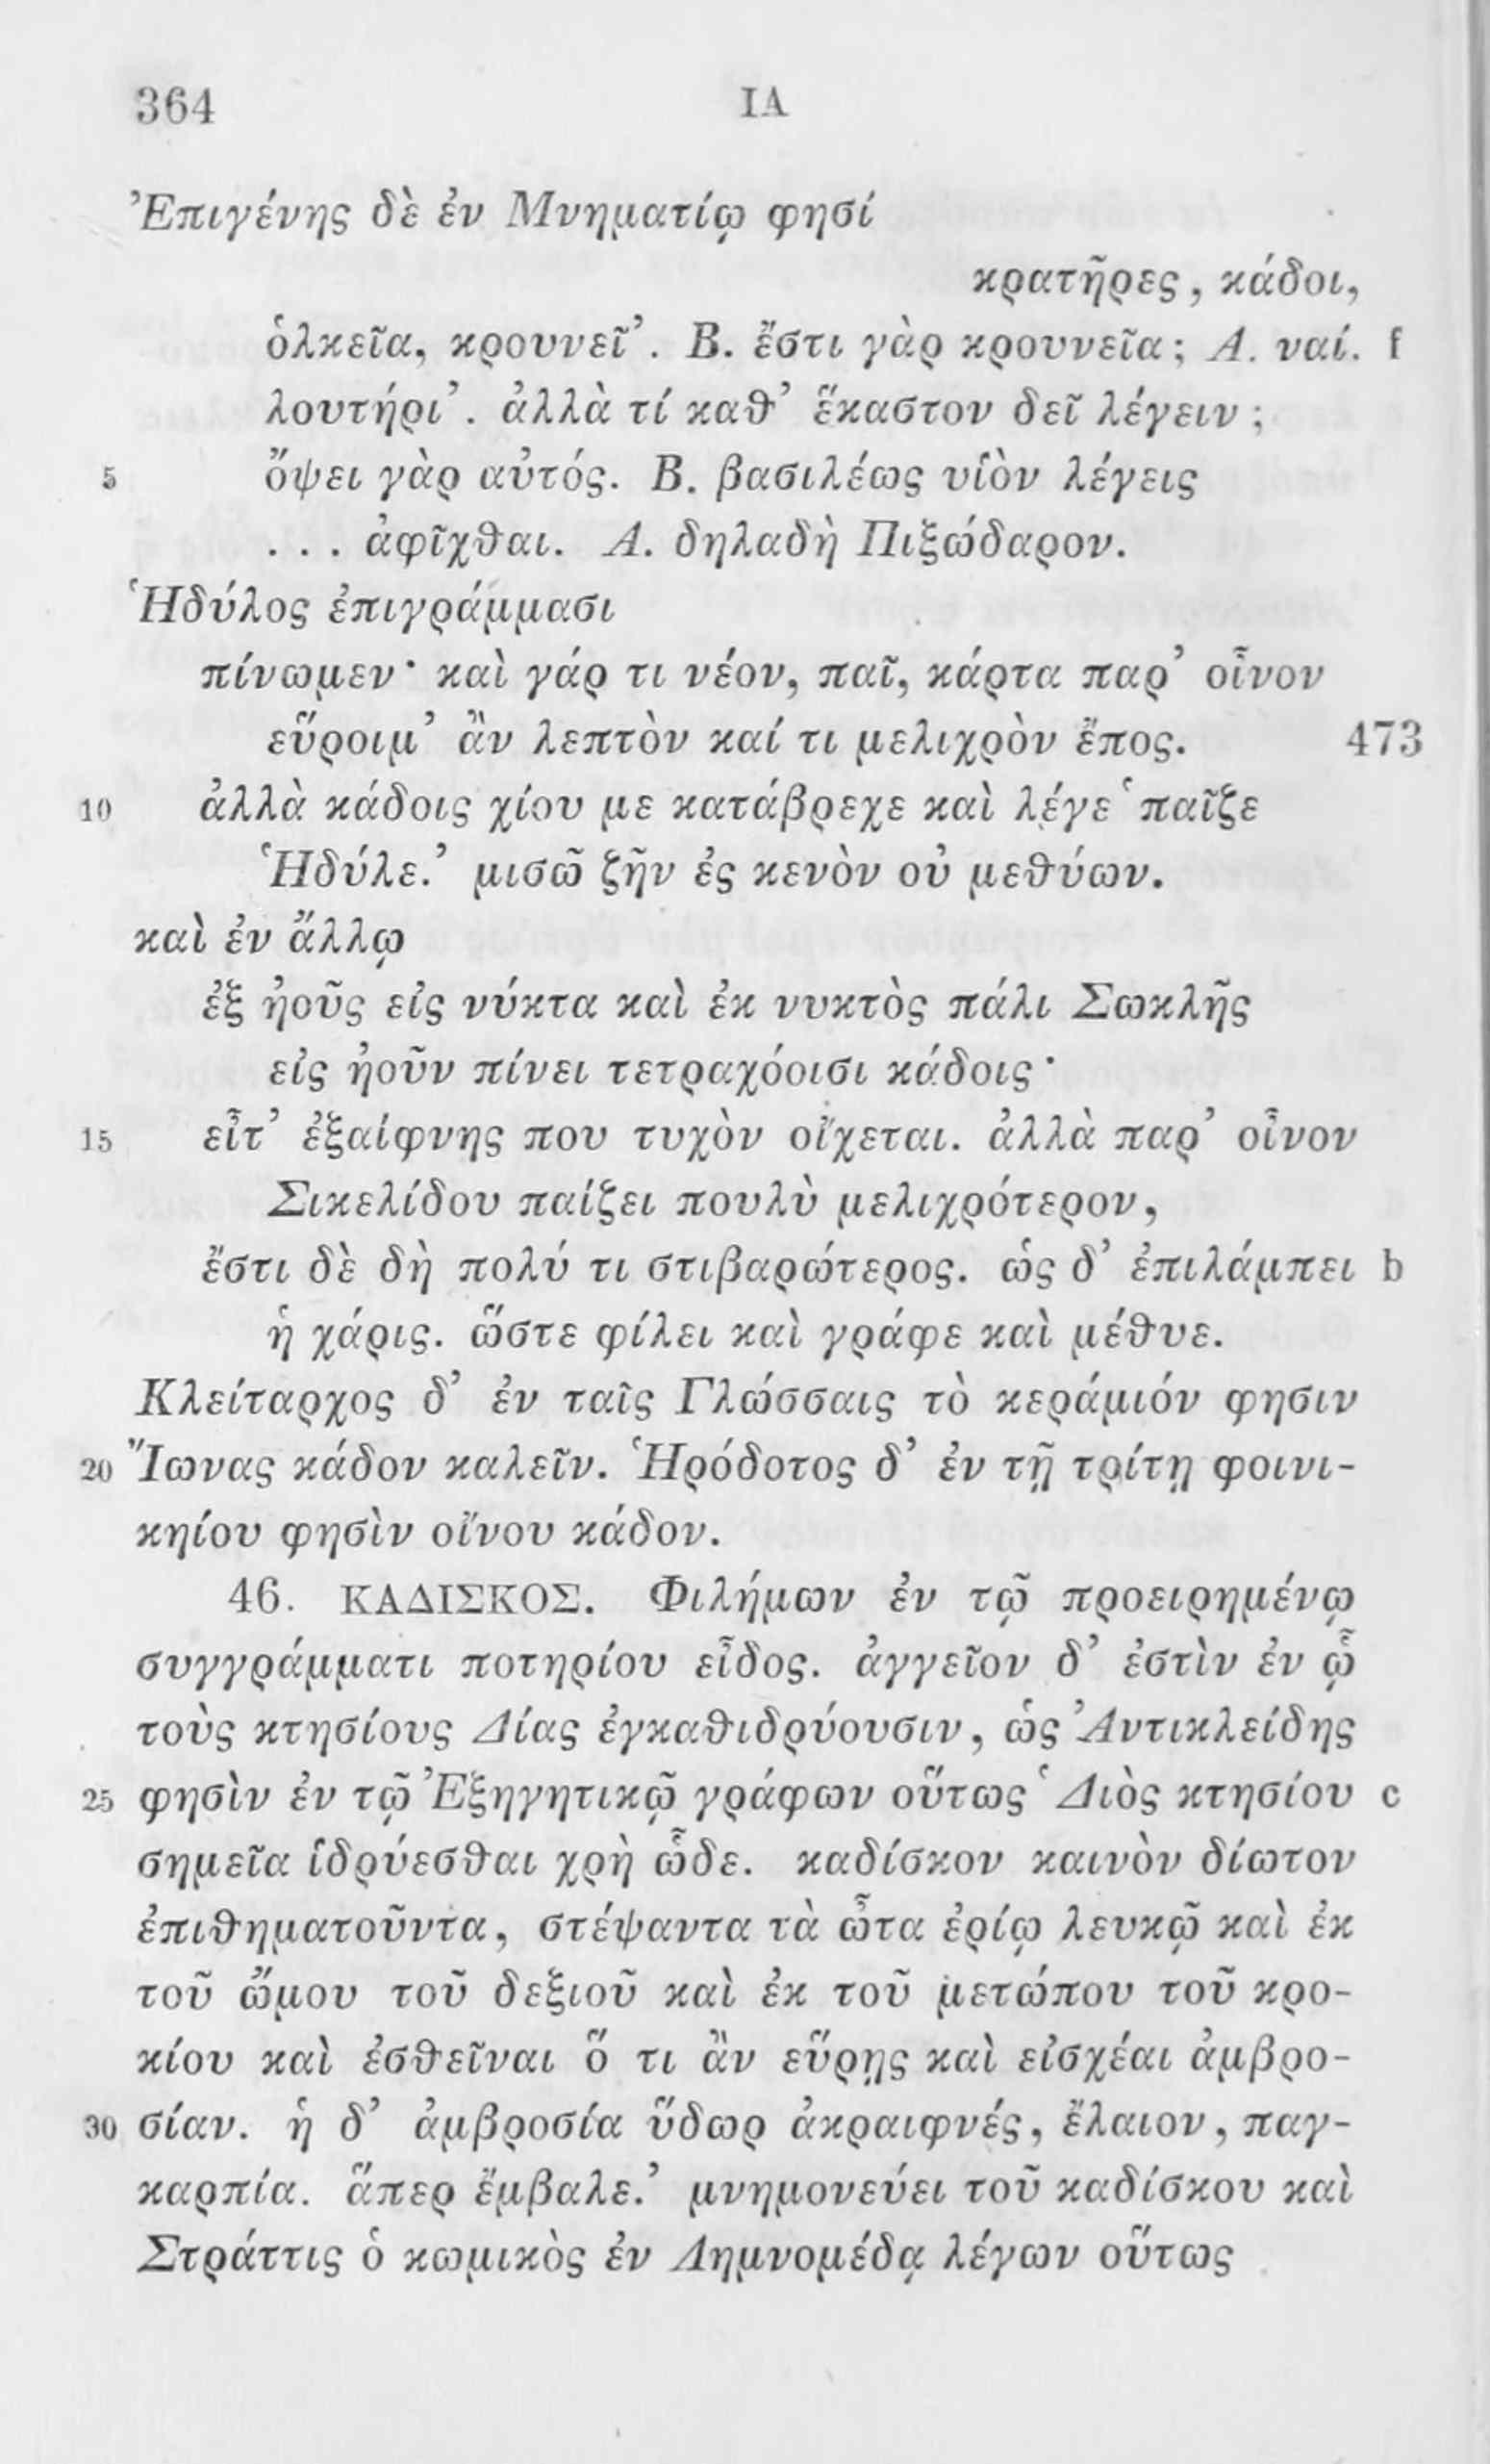 364 ΙΑ
Ἐπιγένης δὲ ἐν Μνηματίῳ φησί
κρατῆρες, κάδοι,
ὁλκεῖα, κρουνεῖ’. Β. ἔστι γὰρ κρουνεῖα; Α. ναί. f
λουτήρι’. ἀλλὰ τί καθ’ ἕκαστον δεῖ λέγειν;
5 ὄψει γὰρ αὐτός. Β. βασιλέως υἱὸν λέγεις
... ἀφῖχθαι. Α. δηλαδὴ Πιξώδαρον.
Ἡδύλος ἐπιγράμμασι
πίνωμεν· καὶ γάρ τι νέον, παῖ, κάρτα παρ’ οἶνον
εὕροιμ’ ἂν λεπτὸν καί τι μελιχρὸν ἔπος. 473
10 ἀλλὰ κάδοις χίου με κατάβρεχε καὶ λέγε ‘παῖζε
Ἡδύλε.’ μισῶ ζῆν ἐς κενὸν οὐ μεθύων.
καὶ ἐν ἄλλῳ
ἐξ ἠοῦς εἰς νύκτα καὶ ἐκ νυκτὸς πάλι Σωκλῆς
εἰς ἠοῦν πίνει τετραχόοισι κάδοις·
15 εἶτ’ ἐξαίφνης που τυχὸν οἴχεται. ἀλλὰ παρ’ οἶνον
Σικελίδου παίζει πουλὺ μελιχρότερον,
ἔστι δὲ δὴ πολύ τι στιβαρώτερος. ὡς δ’ ἐπιλάμπει b
ἡ χάρις. ὥστε φίλει καὶ γράφε καὶ μέθυε.
Κλείταρχος δ’ ἐν ταῖς Γλώσσαις τὸ κεράμιόν φησιν
20 Ἴωνας κάδον καλεῖν. Ἡρόδοτος δ’ ἐν τῇ τρίτῃ φοινι-
κηίου φησὶν οἴνου κάδον.
46. ΚΑΔΙΣΚΟΣ. Φιλήμων ἐν τῷ προειρημένῳ
συγγράμματι ποτηρίου εἶδος. ἀγγεῖον δ’ ἐστὶν ἐν ᾧ
τοὺς κτησίους Δίας ἐγκαθιδρύουσιν, ὡς Ἀντικλείδης
25 φησὶν ἐν τῷ Ἐξηγητικῷ γράφων οὕτως ‘Διὸς κτησίου c
σημεῖα ἱδρύεσθαι χρὴ ὧδε. καδίσκον καινὸν δίωτον
ἐπιθηματοῦντα, στέψαντα τὰ ὦτα ἐρίῳ λευκῷ καὶ ἐκ
τοῦ ὤμου τοῦ δεξιοῦ καὶ ἐκ τοῦ μετώπου τοῦ κρο-
κίου καὶ ἐσθεῖναι ὅ τι ἂν εὕρῃς καὶ εἰσχέαι ἀμβρο-
30 σίαν. ἡ δ’ ἀμβροσία ὕδωρ ἀκραιφνές, ἔλαιον, παγ-
καρπία. ἅπερ ἔμβαλε.’ μνημονεύει τοῦ καδίσκου καὶ
Στράττις ὁ κωμικὸς ἐν Λημνομέδᾳ λέγων οὕτως